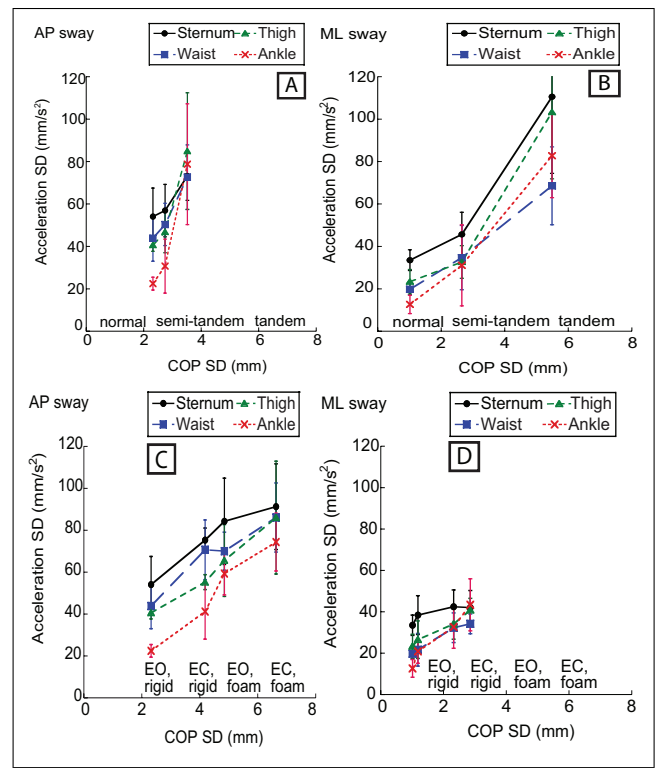 AP sway
Sternum Thigh
Waist Ankle
A
Acceleration SD (mm/s²)
120
100
80
60
40
20
0
normal semi-tandem tandem
0 2 4 6 8
COP SD (mm)
ML sway
Sternum Thigh
Waist Ankle
B
Acceleration SD (mm/s²)
120
100
80
60
40
20
0
normal semi-tandem tandem
0 2 4 6 8
COP SD (mm)
AP sway
Sternum Thigh
Waist Ankle
C
Acceleration SD (mm/s²)
120
100
80
60
40
20
0
EO, EC, EO, EC,
rigid rigid foam foam
0 2 4 6 8
COP SD (mm)
ML sway
Sternum Thigh
Waist Ankle
D
Acceleration SD (mm/s²)
120
100
80
60
40
20
0
EO, EC, EO, EC,
rigid rigid foam foam
0 2 4 6 8
COP SD (mm)